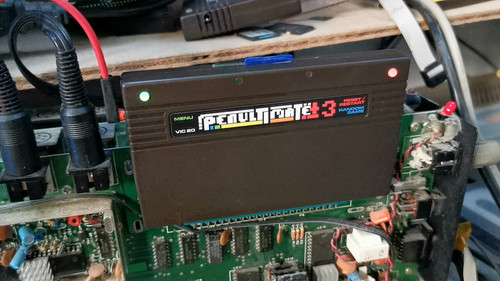 MENU
VIC 20
PENULTIMATE+3
RESET/
RESTART
RANDOM
GAME